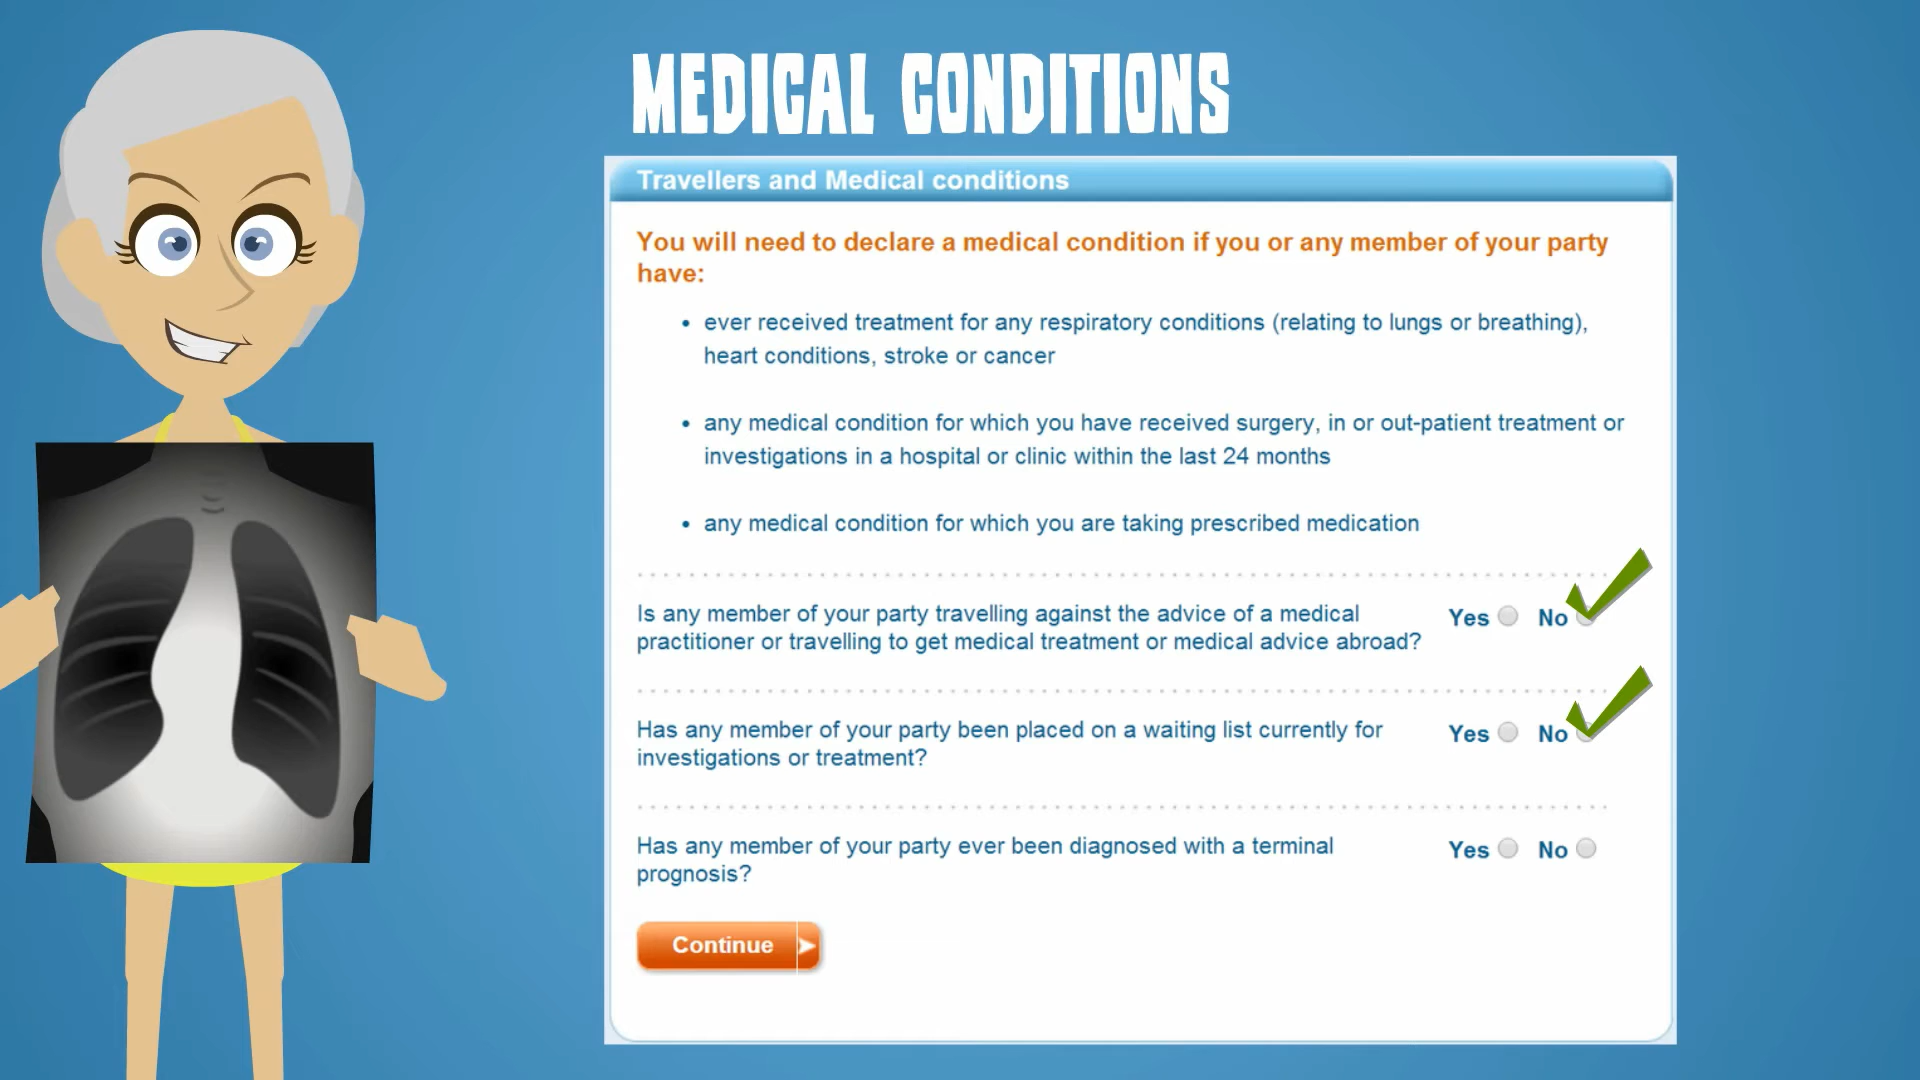 MEDICAL CONDITIONS
Travellers and Medical conditions
You will need to declare a medical condition if you or any member of your party
have:
• ever received treatment for any respiratory conditions (relating to lungs or breathing),
heart conditions, stroke or cancer
• any medical condition for which you have received surgery, in or out-patient treatment or
investigations in a hospital or clinic within the last 24 months
• any medical condition for which you are taking prescribed medication
Is any member of your party travelling against the advice of a medical
practitioner or travelling to get medical treatment or medical advice abroad?
Yes No
Has any member of your party been placed on a waiting list currently for
investigations or treatment?
Yes No
Has any member of your party ever been diagnosed with a terminal
prognosis?
Yes No
Continue